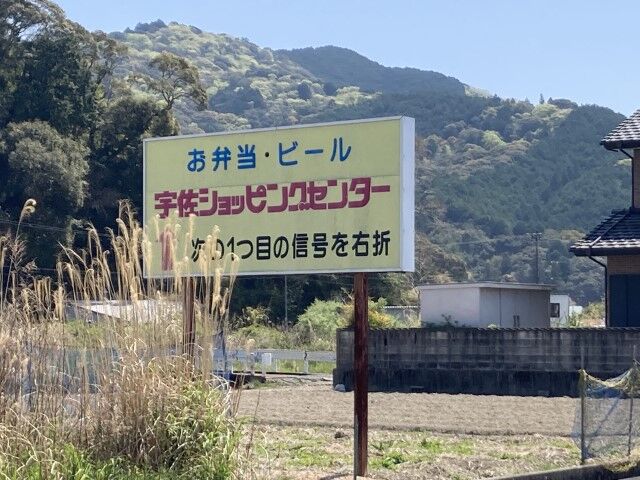 お弁当・ビール
宇佐ショッピングセンター
次の1つ目の信号を右折